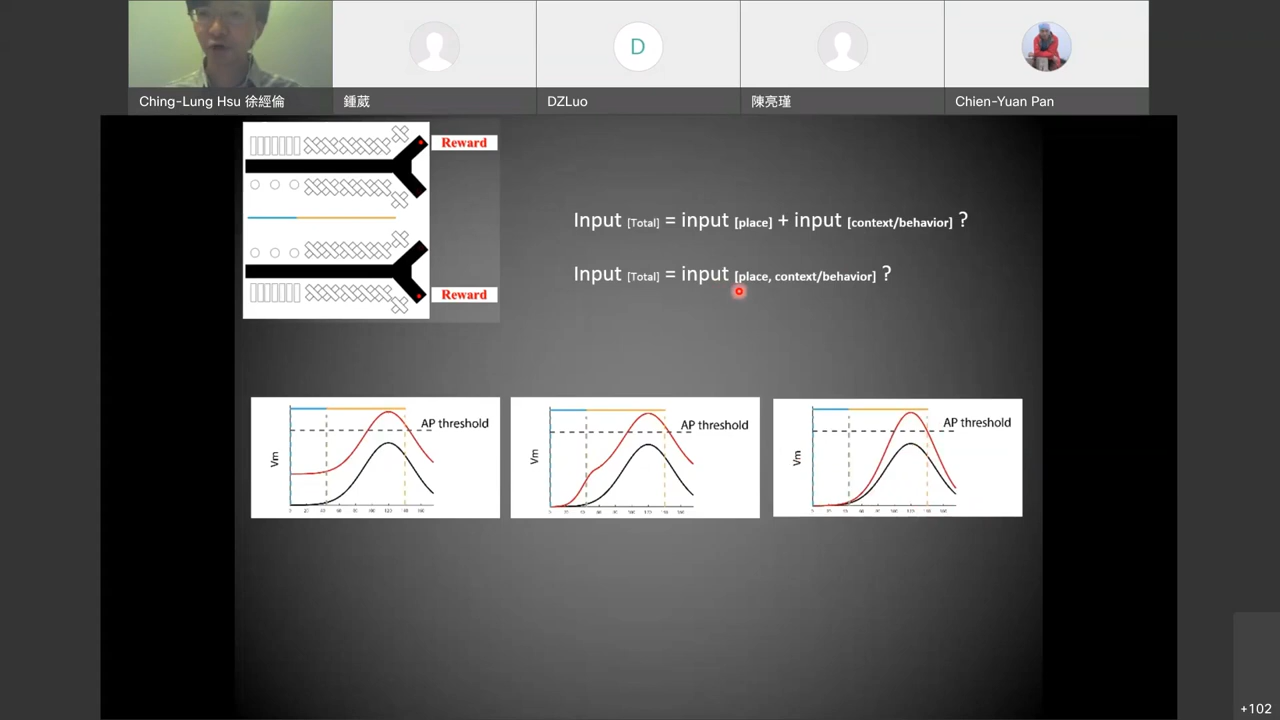 Ching-Lung Hsu 徐經倫
鍾葳
D
DZLuo
陳亮瑾
Chien-Yuan Pan
Reward
Reward
Input [Total] = input [place] + input [context/behavior] ?
Input [Total] = input [place, context/behavior] ?
AP threshold
Vm
AP threshold
Vm
AP threshold
Vm
+102